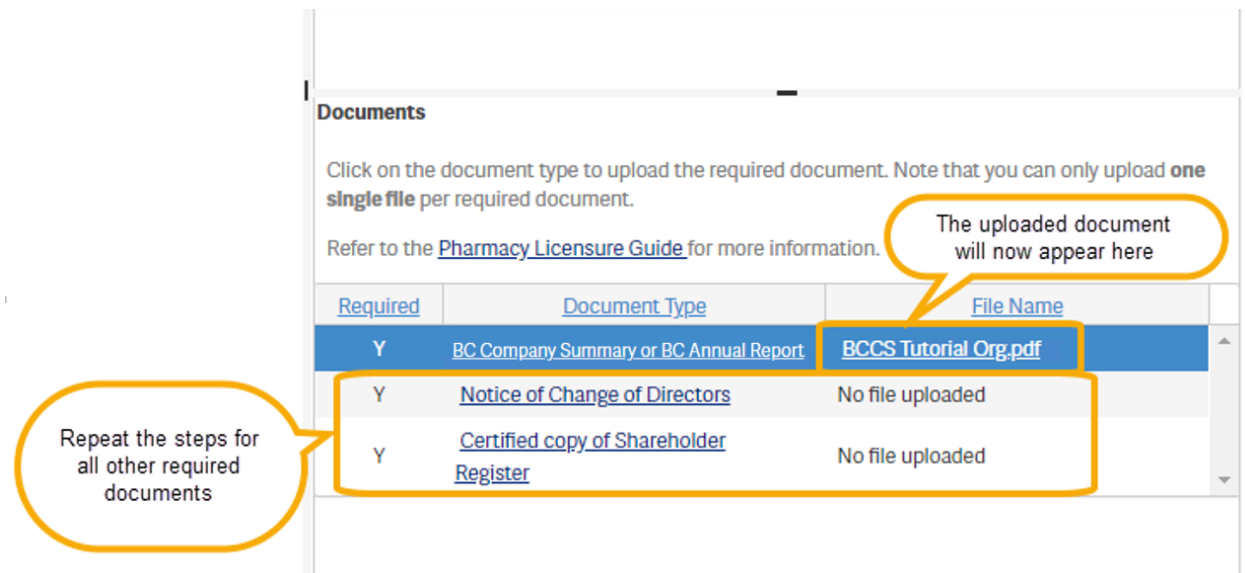 Documents
Click on the document type to upload the required document. Note that you can only upload one
single file per required document.
The uploaded document
will now appear here
Refer to the Pharmacy Licensure Guide for more information.
Required Document Type File Name
Y BC Company Summary or BC Annual Report BCCS Tutorial Org.pdf
Y Notice of Change of Directors No file uploaded
Repeat the steps for
all other required
documents
Y Certified copy of Shareholder
Register No file uploaded